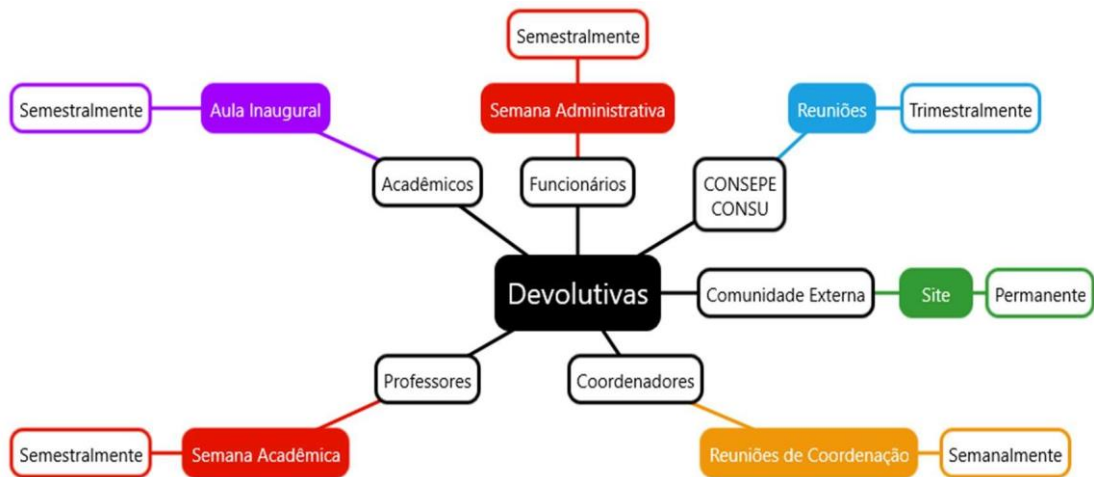 Semestralmente
Semestralmente
Aula Inaugural
Semana Administrativa
Reuniões
Trimestralmente
Acadêmicos
Funcionários
CONSEPE
CONSU
Devolutivas
Comunidade Externa
Site
Permanente
Professores
Coordenadores
Semestralmente
Semana Acadêmica
Reuniões de Coordenação
Semanalmente